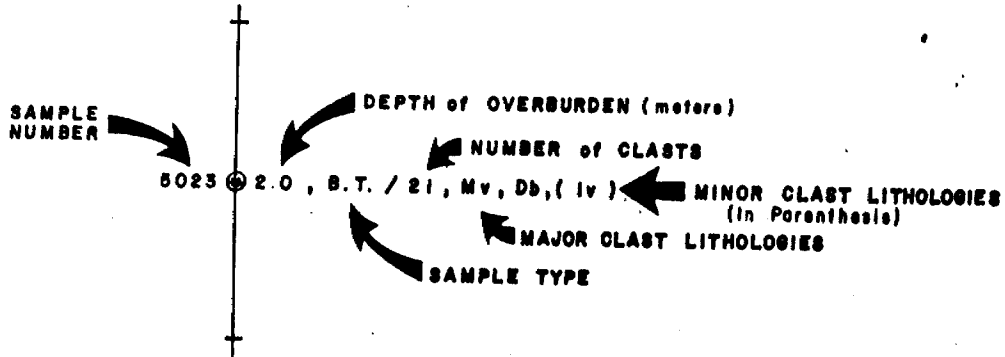 DEPTH of OVERBURDEN (meters)
SAMPLE
NUMBER
NUMBER of CLASTS
5023 2.0 , B.T. / 21 , Mv, Db, ( Iv )
MINOR CLAST LITHOLOGIES
(In Parenthesis)
MAJOR CLAST LITHOLOGIES
SAMPLE TYPE